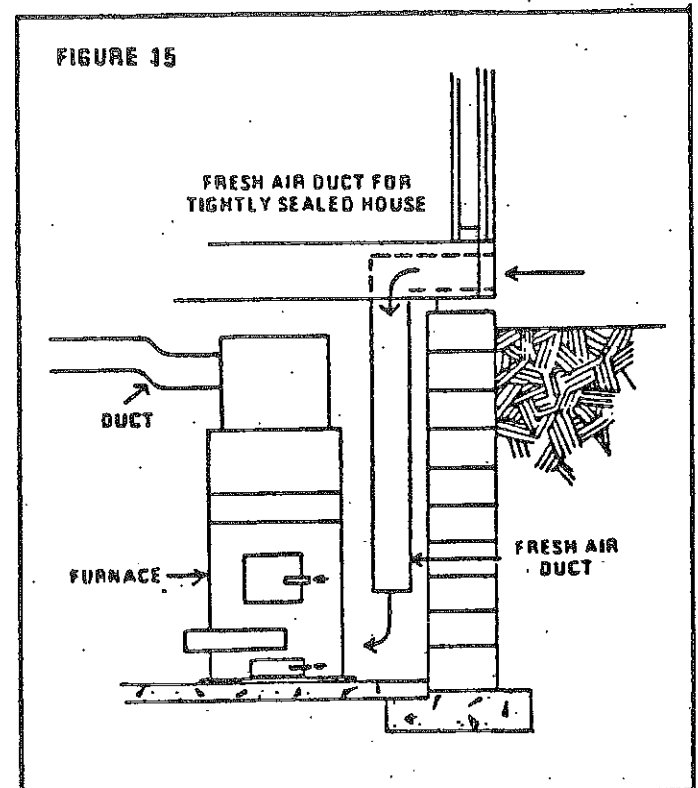 FIGURE 15
FRESH AIR DUCT FOR
TIGHTLY SEALED HOUSE
DUCT
FURNACE
FRESH AIR
DUCT